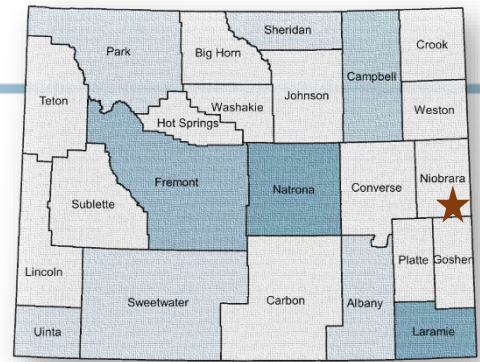 Park
Big Horn
Sheridan
Campbell
Crook
Teton
Washakie
Johnson
Weston
Hot Springs
Fremont
Natrona
Converse
Niobrara
Sublette
Platte
Goshen
Lincoln
Sweetwater
Carbon
Albany
Uinta
Laramie